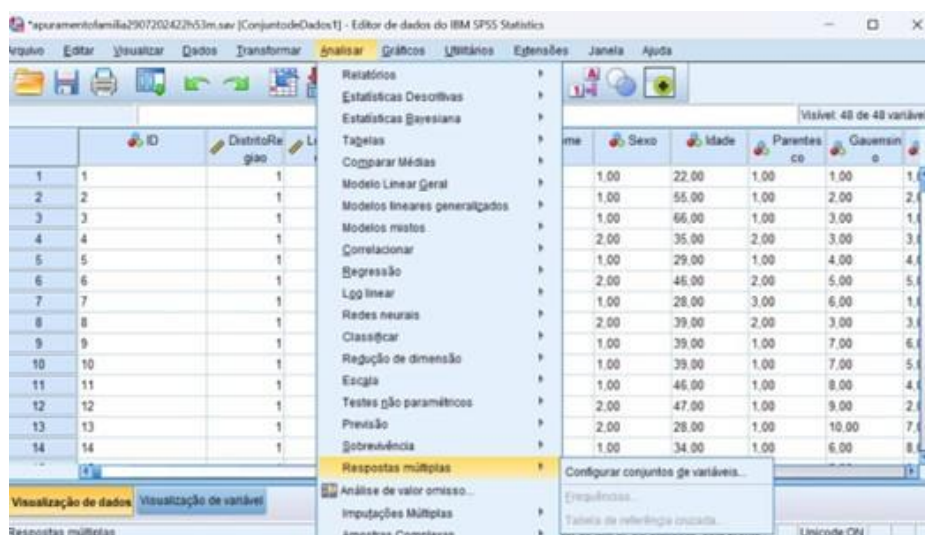 *apuramentofamilia2907202422h53m.sav [ConjuntodeDados1] - Editor de dados do IBM SPSS Statistics
Arquivo Editar Visualizar Dados Transformar Analisar Gráficos Utilitários Extensões Janela Ajuda
Visível: 48 de 48 variáve
ID DistritoRegiao me Sexo Idade Parentesco
1 1 1 1,00 22,00 1,00 1,00
2 2 1 1,00 55,00 1,00 2,00
3 3 1 1,00 66,00 1,00 3,00
4 4 1 2,00 35,00 2,00 3,00
5 5 1 1,00 29,00 1,00 4,00
6 6 1 2,00 46,00 2,00 5,00
7 7 1 1,00 28,00 3,00 6,00
8 8 1 2,00 39,00 2,00 3,00
9 9 1 1,00 39,00 1,00 7,00
10 10 1 1,00 39,00 1,00 7,00
11 11 1 1,00 46,00 1,00 8,00
12 12 1 2,00 47,00 1,00 9,00
13 13 1 2,00 28,00 1,00 10,00
14 14 1 1,00 34,00 1,00 6,00
Relatórios
Estatísticas Descritivas
Estatísticas Bayesiana
Tabelas
Comparar Médias
Modelo Linear Geral
Modelos lineares generalizados
Modelos mistos
Correlacionar
Regressão
Log linear
Redes neurais
Classificar
Redução de dimensão
Escala
Testes não paramétricos
Previsão
Sobrevivência
Respostas múltiplas
Análise de valor omisso...
Imputações Múltiplas
Amostras Complexas
Configurar conjuntos de variáveis...
Frequências...
Tabela de referência cruzada...
Visualização de dados Visualização de variável
Respostas múltiplas Unicode:ON